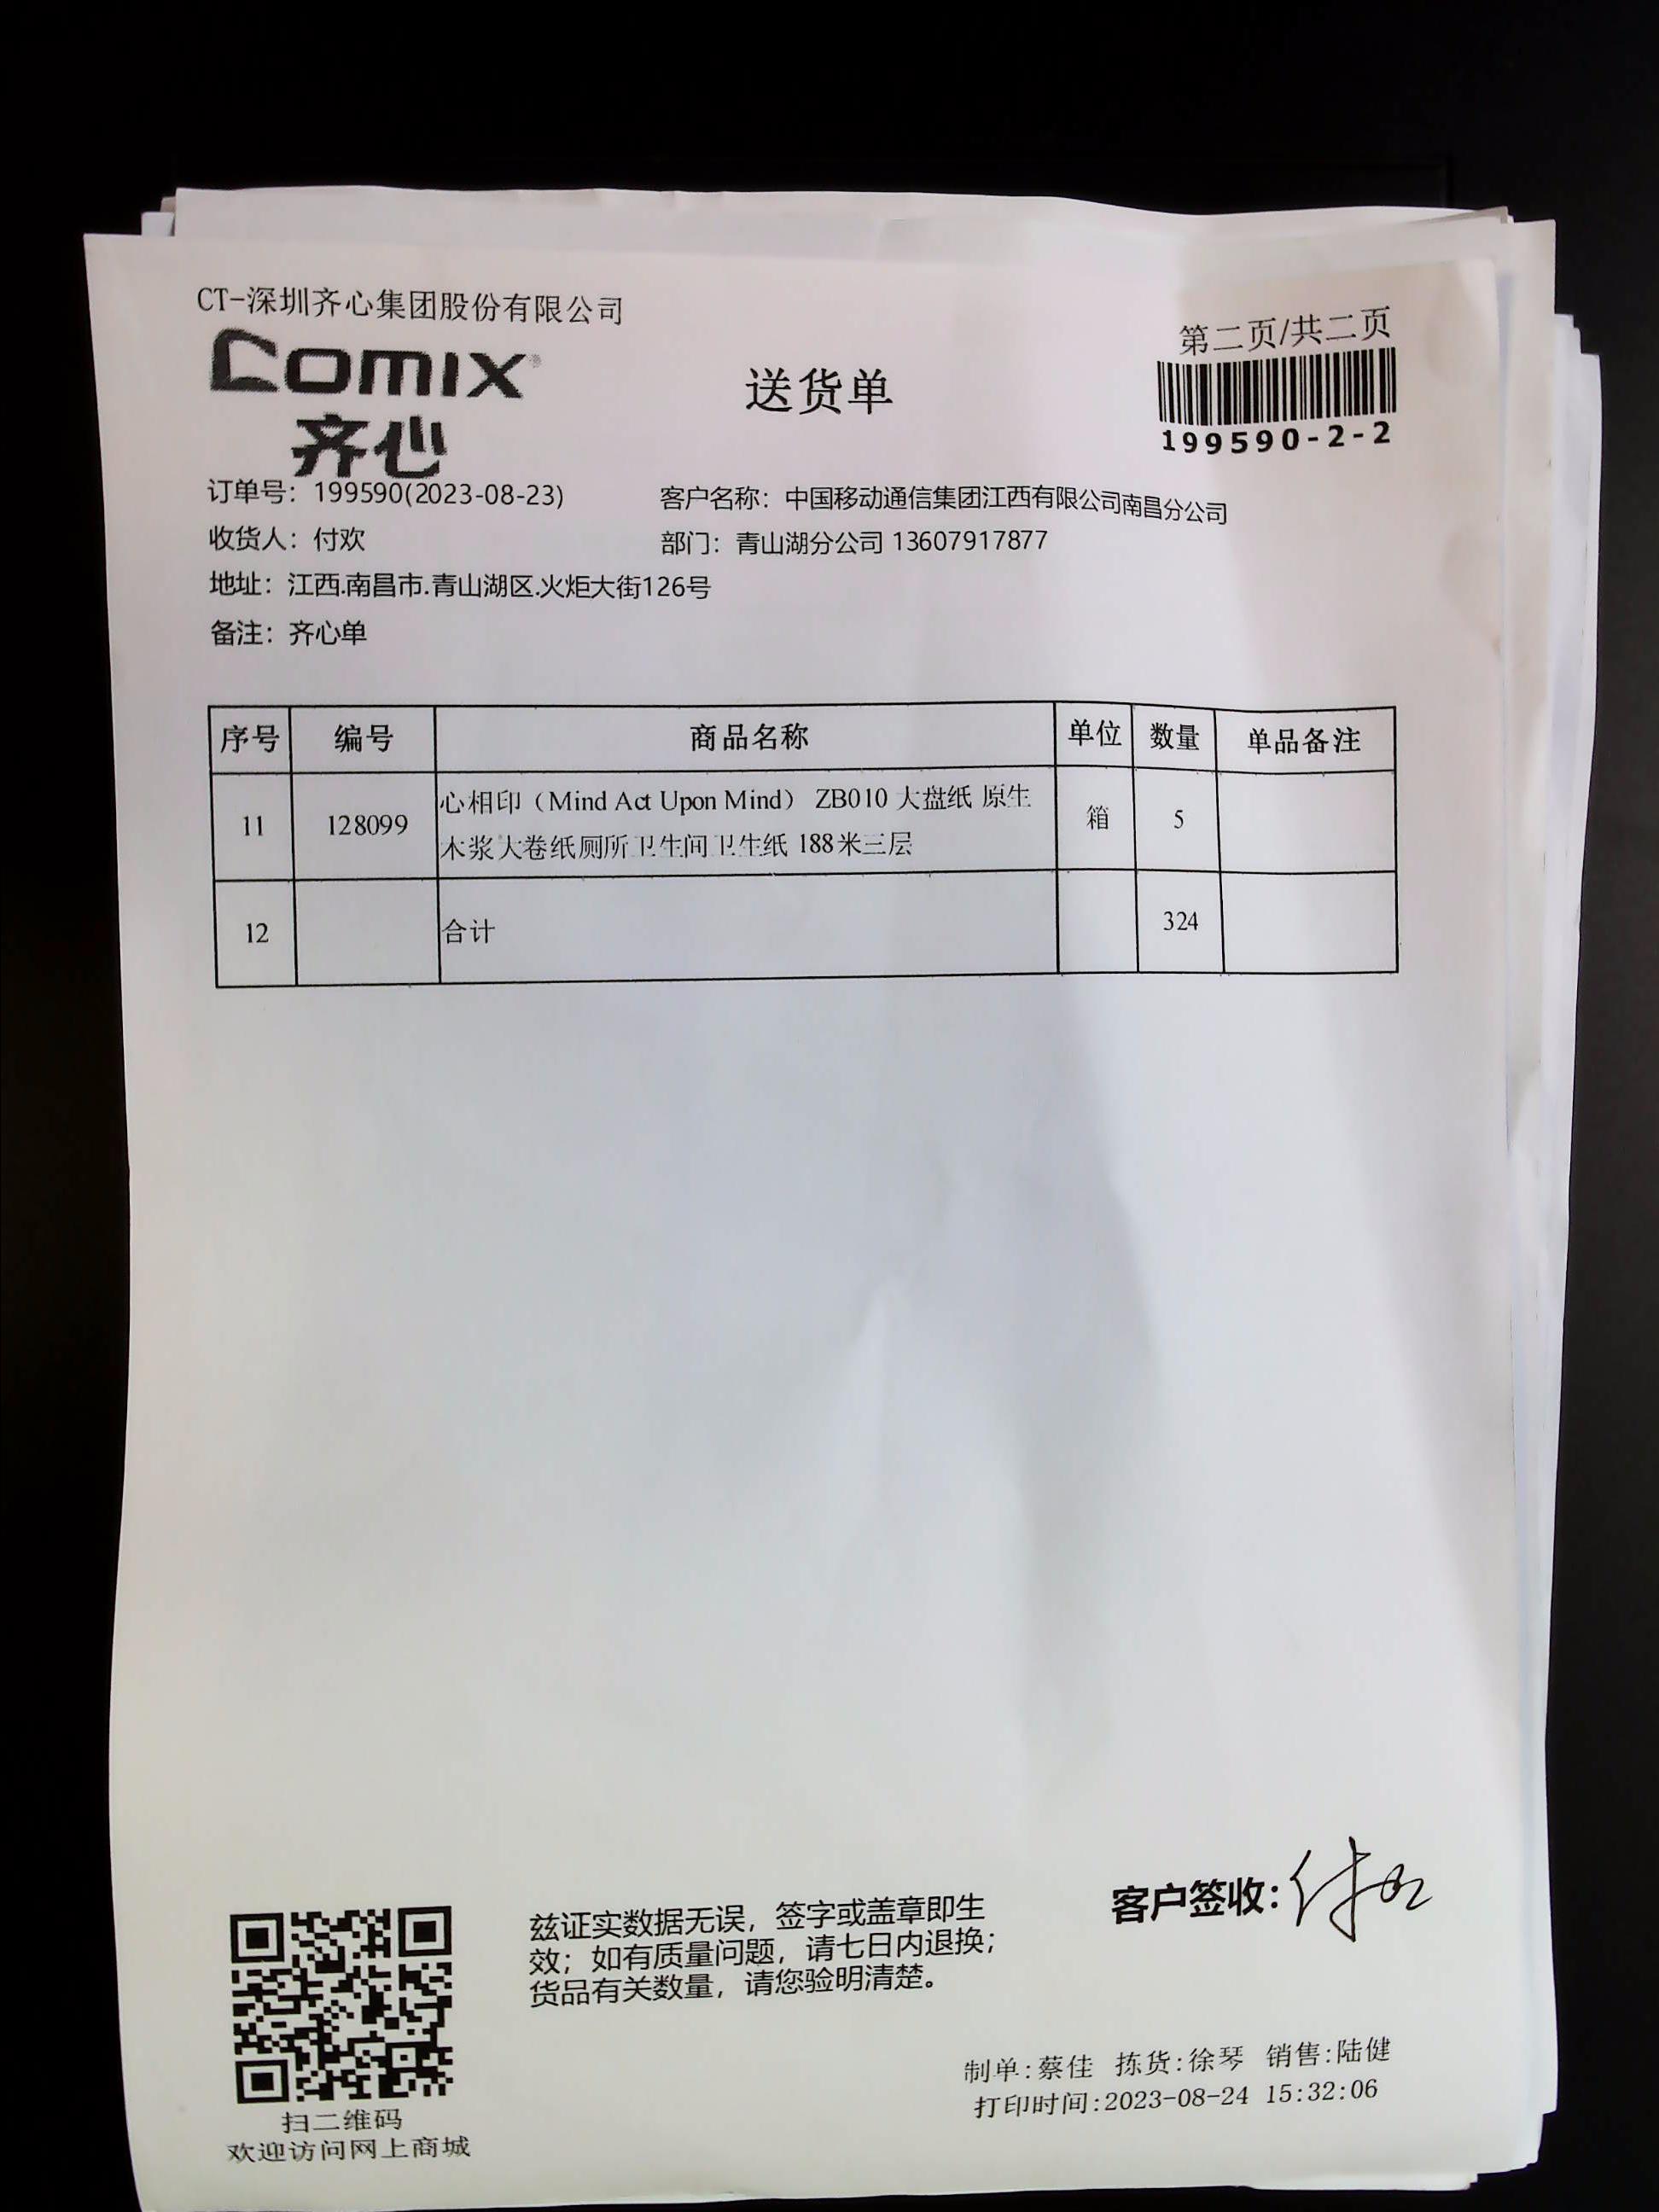 CT-深圳齐心集团股份有限公司
第二页/共二页
comix
齐心
送货单
199590-2-2
订单号：199590(2023-08-23) 客户名称：中国移动通信集团江西有限公司南昌分公司
收货人：付欢 部门：青山湖分公司 13607917877
地址：江西.南昌市.青山湖区.火炬大街126号
备注：齐心单
序号 编号 商品名称 单位 数量 单品备注
11 128099 心相印（Mind Act Upon Mind） ZB010 大盘纸 原生 箱 5
木浆大卷纸厕所卫生间卫生纸 188米三层
12 合计 324
兹证实数据无误，签字或盖章即生
效；如有质量问题，请七日内退换；
货品有关数量，请您验明清楚。
客户签收：付欢
制单:蔡佳 拣货:徐琴 销售:陆健
打印时间:2023-08-24 15:32:06
扫二维码
欢迎访问网上商城